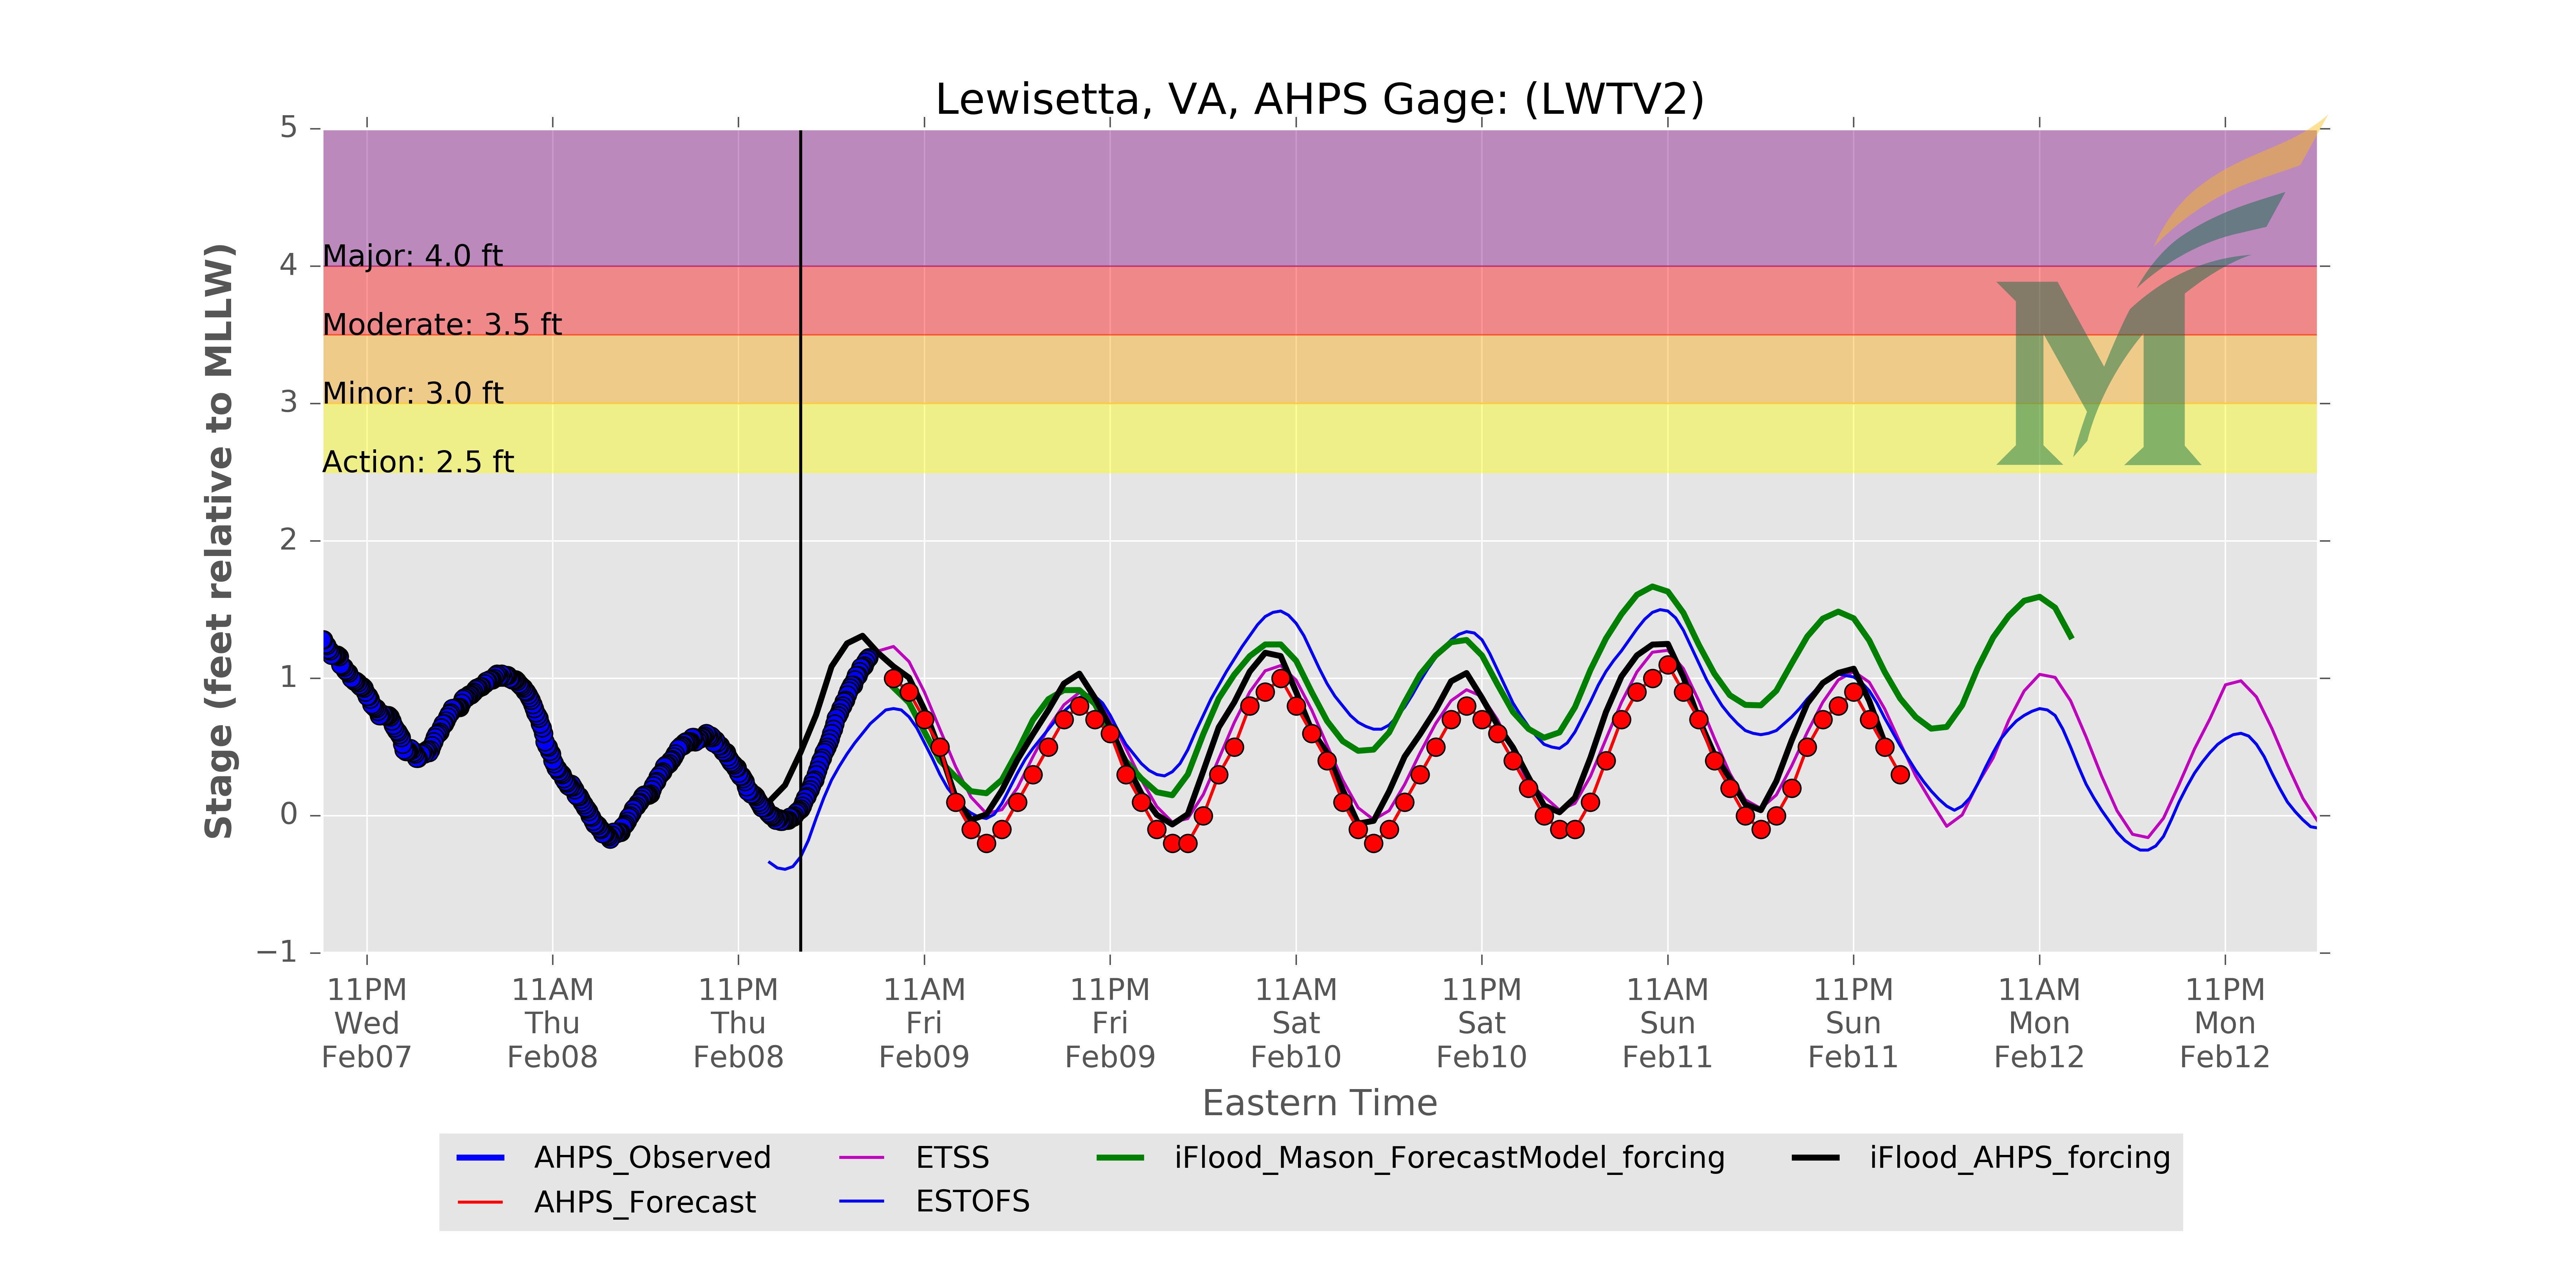 Lewisetta, VA, AHPS Gage: (LWTV2)
Stage (feet relative to MLLW)
5
4
3
2
1
0
−1
Major: 4.0 ft
Moderate: 3.5 ft
Minor: 3.0 ft
Action: 2.5 ft
M
11PM 11AM 11PM 11AM 11PM 11AM 11PM 11AM 11PM 11AM 11PM
Wed Thu Thu Fri Fri Sat Sat Sun Sun Mon Mon
Feb07 Feb08 Feb08 Feb09 Feb09 Feb10 Feb10 Feb11 Feb11 Feb12 Feb12
Eastern Time
AHPS_Observed ETSS iFlood_Mason_ForecastModel_forcing iFlood_AHPS_forcing
AHPS_Forecast ESTOFS